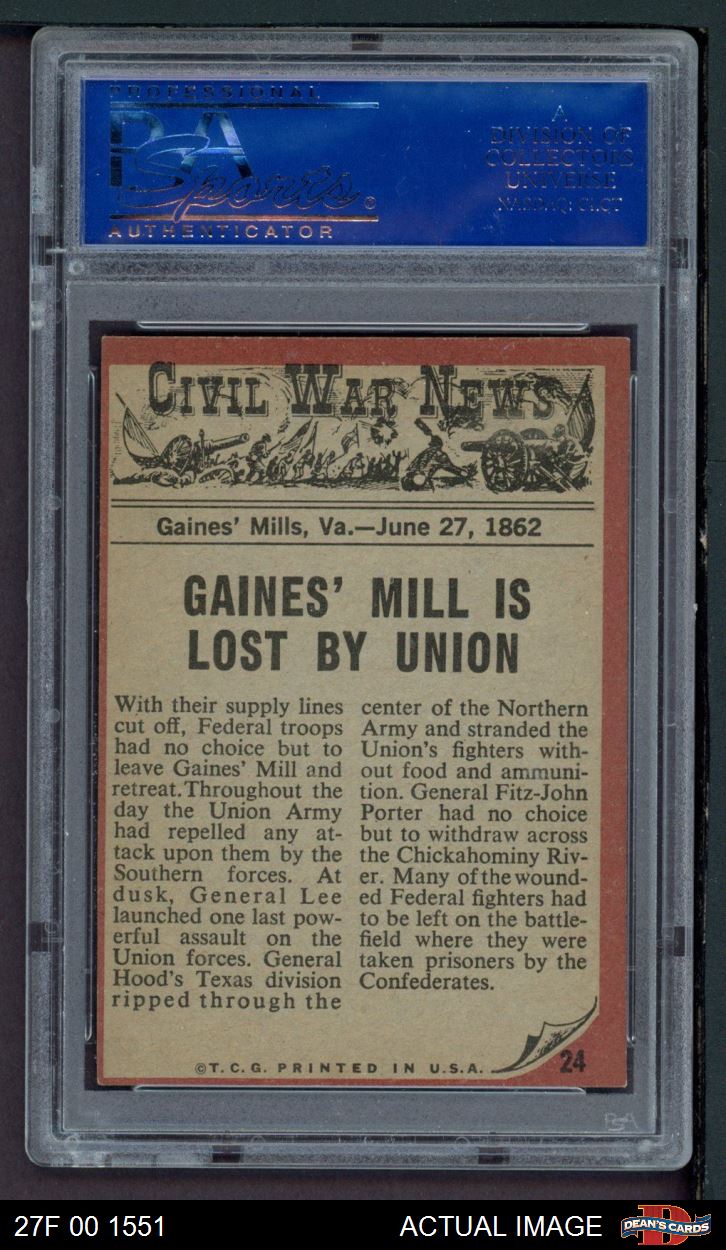 PROFESSIONAL
PSA
Sports®
AUTHENTICATOR
A
DIVISION OF
COLLECTORS
UNIVERSE
NASDAQ: CLCT
CIVIL WAR NEWS
Gaines' Mills, Va.—June 27, 1862
GAINES' MILL IS
LOST BY UNION
With their supply lines
cut off, Federal troops
had no choice but to
leave Gaines' Mill and
retreat.Throughout the
day the Union Army
had repelled any at-
tack upon them by the
Southern forces. At
dusk, General Lee
launched one last pow-
erful assault on the
Union forces. General
Hood's Texas division
ripped through the
center of the Northern
Army and stranded the
Union's fighters with-
out food and ammuni-
tion. General Fitz-John
Porter had no choice
but to withdraw across
the Chickahominy Riv-
er. Many of the wound-
ed Federal fighters had
to be left on the battle-
field where they were
taken prisoners by the
Confederates.
©T. C. G. PRINTED IN U.S.A.
24
PSA
27F 00 1551
ACTUAL IMAGE
DEAN'S CARDS